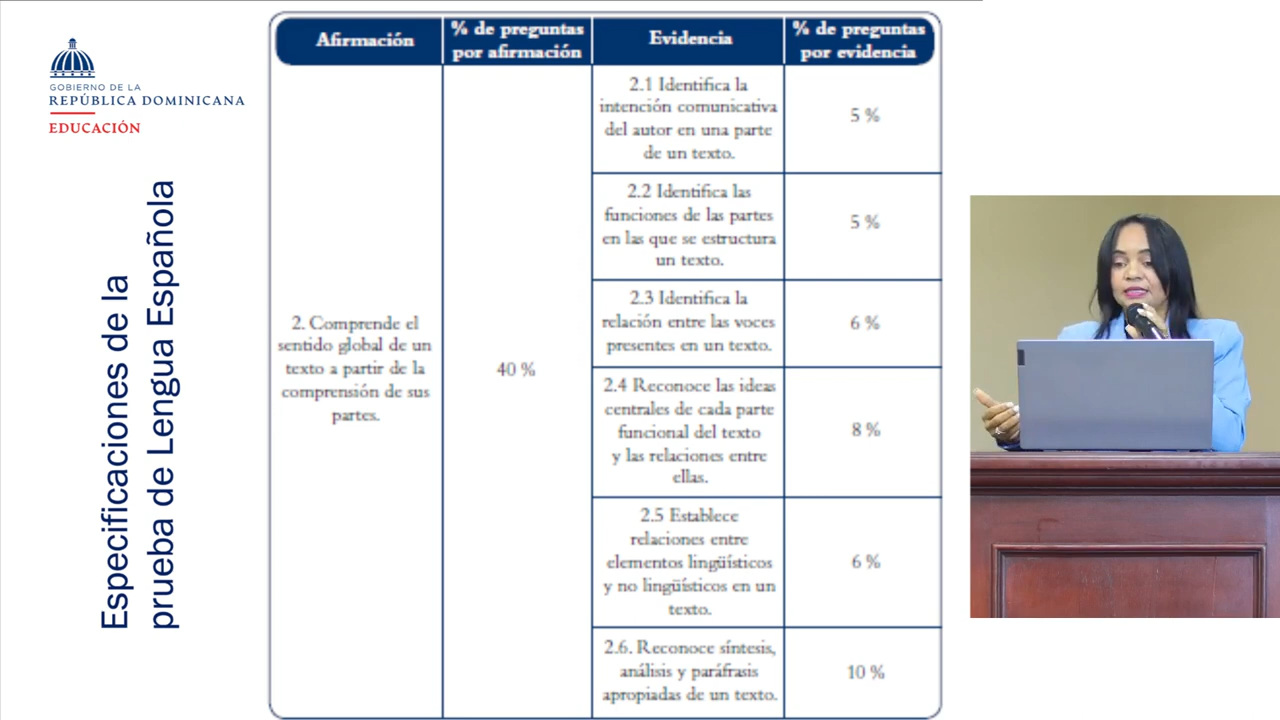 GOBIERNO DE LA
REPÚBLICA DOMINICANA
EDUCACIÓN
Especificaciones de la
prueba de Lengua Española
Afirmación
% de preguntas
por afirmación
Evidencia
% de preguntas
por evidencia
2. Comprende el
sentido global de un
texto a partir de la
comprensión de sus
partes.
40 %
2.1 Identifica la
intención comunicativa
del autor en una parte
de un texto.
5 %
2.2 Identifica las
funciones de las partes
en las que se estructura
un texto.
5 %
2.3 Identifica la
relación entre las voces
presentes en un texto.
6 %
2.4 Reconoce las ideas
centrales de cada parte
funcional del texto
y las relaciones entre
ellas.
8 %
2.5 Establece
relaciones entre
elementos lingüísticos
y no lingüísticos en un
texto.
6 %
2.6. Reconoce síntesis,
análisis y paráfrasis
apropiadas de un texto.
10 %